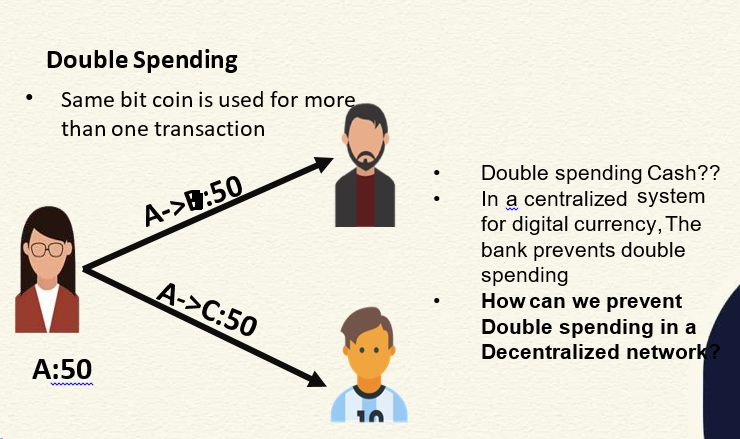 Double Spending
• Same bit coin is used for more
than one transaction
A->B:50
A->C:50
A:50
10
• Double spending Cash??
• In a centralized system
for digital currency, The
bank prevents double
spending
• How can we prevent
Double spending in a
Decentralized network?